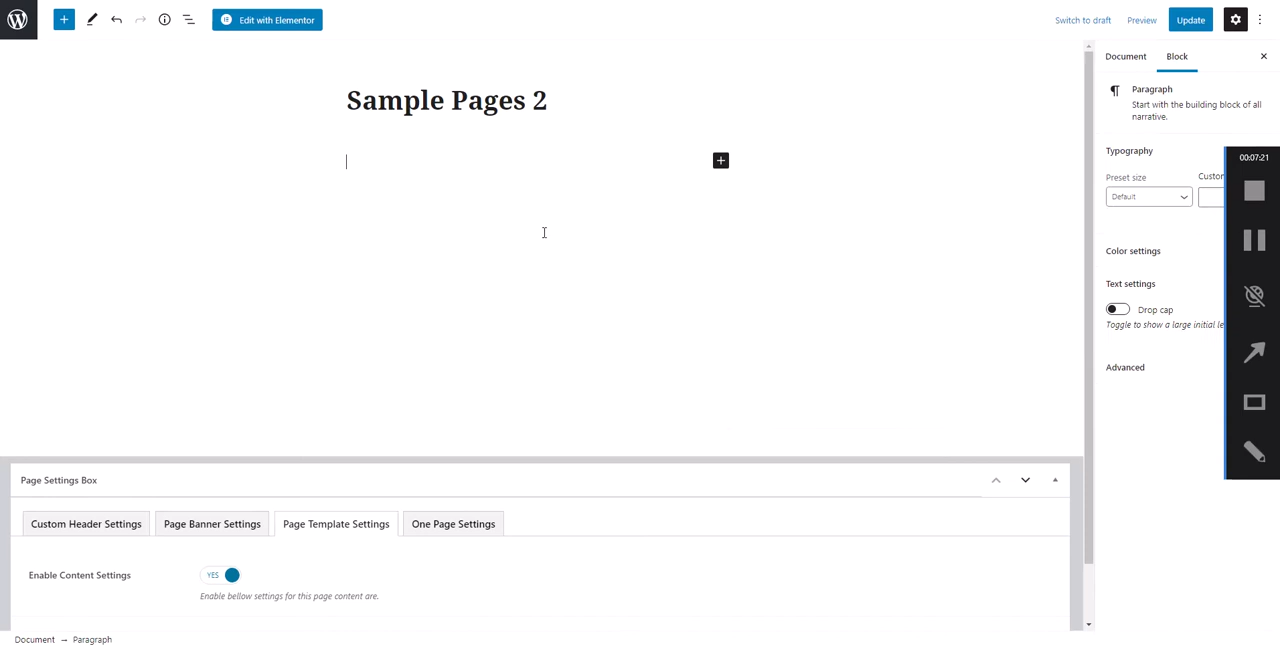 Edit with Elementor
Switch to draft
Preview
Update
Document
Block
Sample Pages 2
Paragraph
Start with the building block of all
narrative.
Typography
00:07:21
Preset size
Custom
Default
Color settings
Text settings
Drop cap
Toggle to show a large initial le
Advanced
Page Settings Box
Custom Header Settings
Page Banner Settings
Page Template Settings
One Page Settings
Enable Content Settings
YES
Enable bellow settings for this page content are.
Document → Paragraph